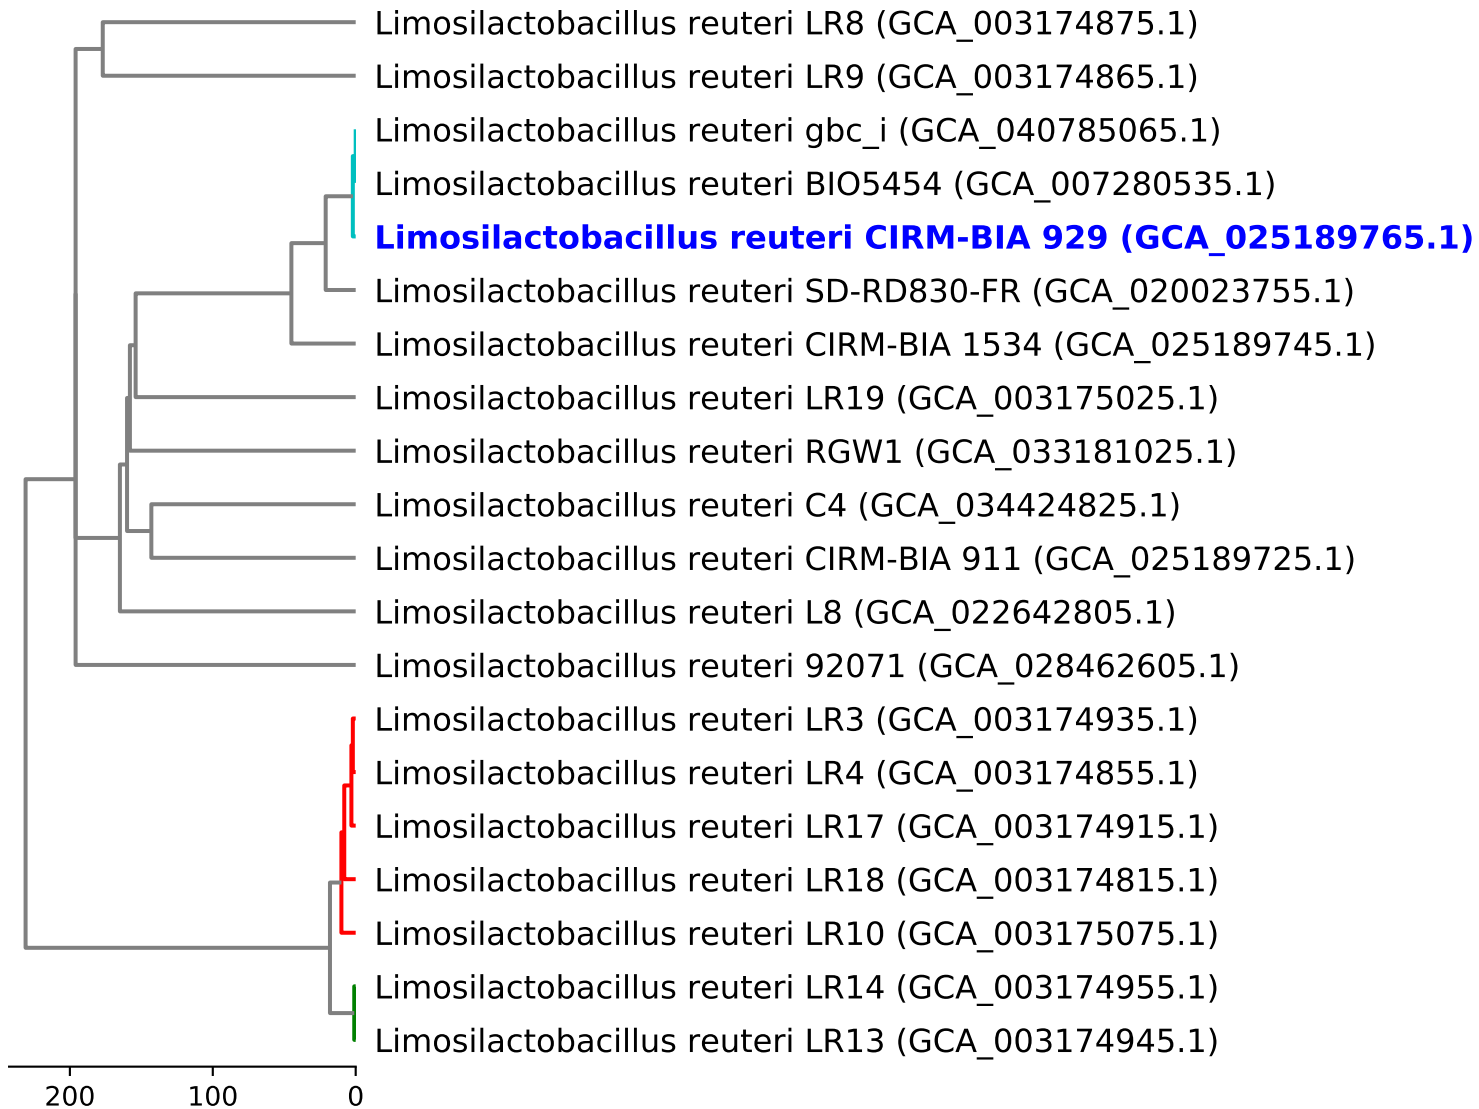 Limosilactobacillus reuteri LR8 (GCA_003174875.1)
Limosilactobacillus reuteri LR9 (GCA_003174865.1)
Limosilactobacillus reuteri gbc_i (GCA_040785065.1)
Limosilactobacillus reuteri BIO5454 (GCA_007280535.1)
Limosilactobacillus reuteri CIRM-BIA 929 (GCA_025189765.1)
Limosilactobacillus reuteri SD-RD830-FR (GCA_020023755.1)
Limosilactobacillus reuteri CIRM-BIA 1534 (GCA_025189745.1)
Limosilactobacillus reuteri LR19 (GCA_003175025.1)
Limosilactobacillus reuteri RGW1 (GCA_033181025.1)
Limosilactobacillus reuteri C4 (GCA_034424825.1)
Limosilactobacillus reuteri CIRM-BIA 911 (GCA_025189725.1)
Limosilactobacillus reuteri L8 (GCA_022642805.1)
Limosilactobacillus reuteri 92071 (GCA_028462605.1)
Limosilactobacillus reuteri LR3 (GCA_003174935.1)
Limosilactobacillus reuteri LR4 (GCA_003174855.1)
Limosilactobacillus reuteri LR17 (GCA_003174915.1)
Limosilactobacillus reuteri LR18 (GCA_003174815.1)
Limosilactobacillus reuteri LR10 (GCA_003175075.1)
Limosilactobacillus reuteri LR14 (GCA_003174955.1)
Limosilactobacillus reuteri LR13 (GCA_003174945.1)
200 100 0